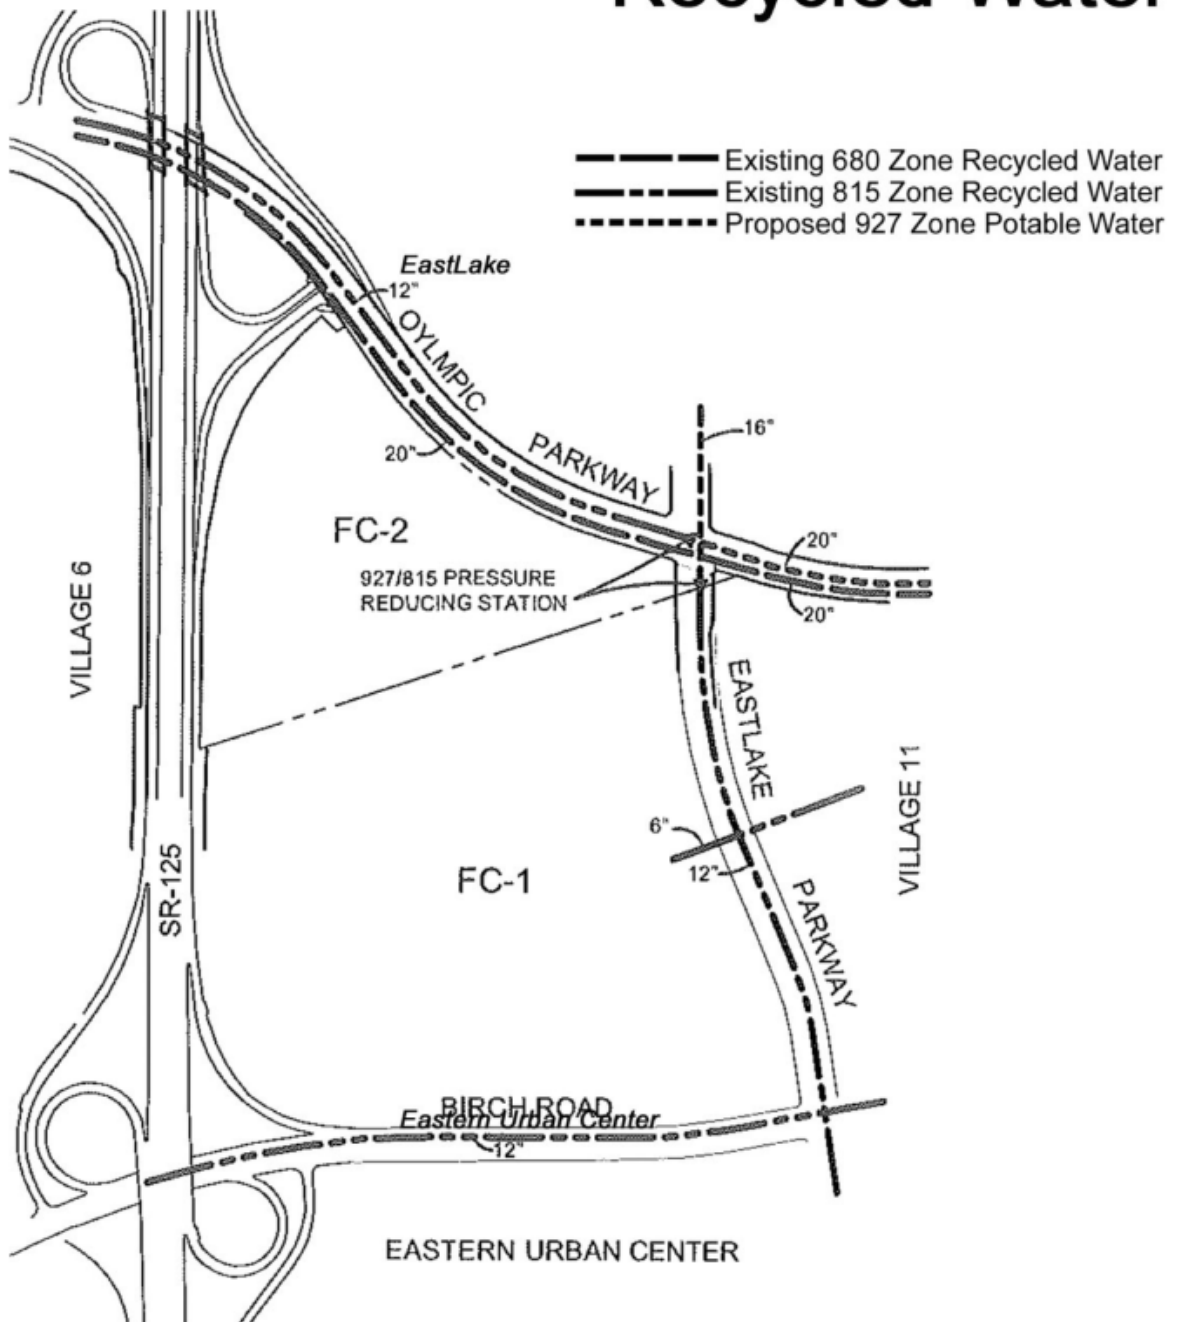 Recycled Water
Existing 680 Zone Recycled Water
Existing 815 Zone Recycled Water
Proposed 927 Zone Potable Water
EastLake
12"
OYLMPIC
PARKWAY
16"
20"
FC-2
20"
927/815 PRESSURE
REDUCING STATION
20"
VILLAGE 6
EASTLAKE
VILLAGE 11
6"
12"
FC-1
SR-125
PARKWAY
BIRCH ROAD
Eastern Urban Center
12"
EASTERN URBAN CENTER